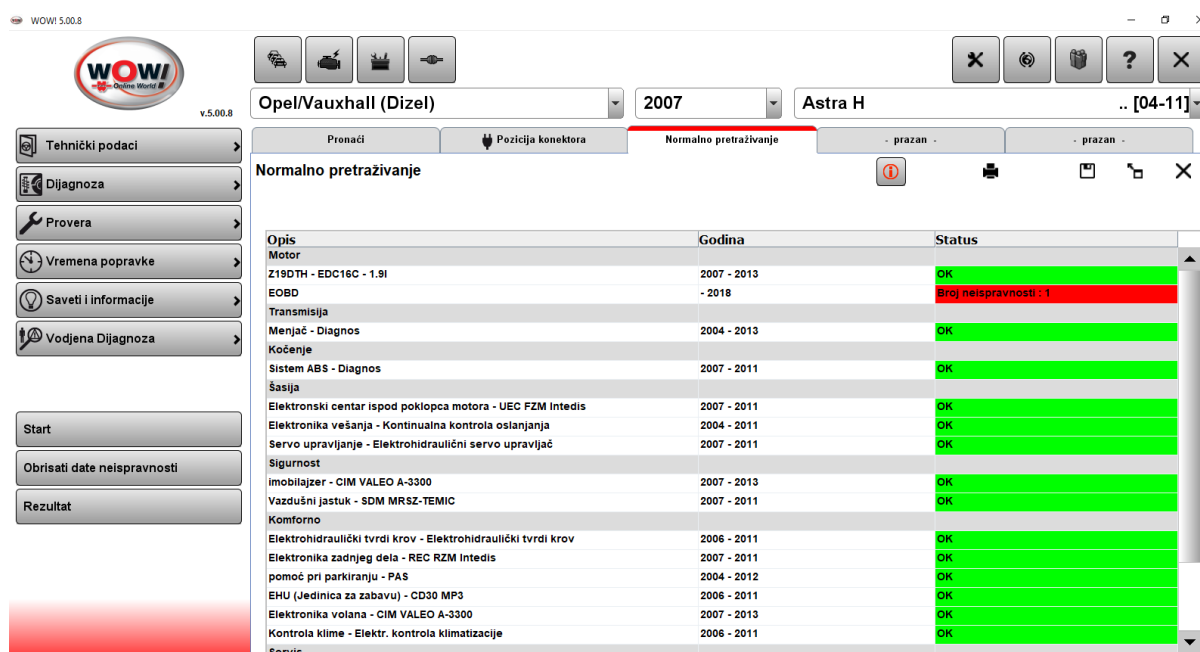 WOW! 5.00.8
WOW!
Online World
v.5.00.8
Opel/Vauxhall (Dizel) 2007 Astra H .. [04-11]
Tehnički podaci
Dijagnoza
Provera
Vremena popravke
Saveti i informacije
Vodjena Dijagnoza
Start
Obrisati date neispravnosti
Rezultat
Pronaći Pozicija konektora Normalno pretraživanje - prazan - - prazan -
Normalno pretraživanje
Opis Godina Status
Motor
Z19DTH - EDC16C - 1.9l 2007 - 2013 OK
EOBD - 2018 Broj neispravnosti : 1
Transmisija
Menjač - Diagnos 2004 - 2013 OK
Kočenje
Sistem ABS - Diagnos 2007 - 2011 OK
Šasija
Elektronski centar ispod poklopca motora - UEC FZM Intedis 2007 - 2011 OK
Elektronika vešanja - Kontinualna kontrola oslanjanja 2004 - 2011 OK
Servo upravljanje - Elektrohidraulični servo upravljač 2007 - 2011 OK
Sigurnost
imobilajzer - CIM VALEO A-3300 2007 - 2013 OK
Vazdušni jastuk - SDM MRSZ-TEMIC 2007 - 2011 OK
Komforno
Elektrohidraulički tvrdi krov - Elektrohidraulički tvrdi krov 2006 - 2011 OK
Elektronika zadnjeg dela - REC RZM Intedis 2007 - 2011 OK
pomoć pri parkiranju - PAS 2004 - 2012 OK
EHU (Jedinica za zabavu) - CD30 MP3 2006 - 2011 OK
Elektronika volana - CIM VALEO A-3300 2007 - 2013 OK
Kontrola klime - Elektr. kontrola klimatizacije 2006 - 2011 OK
Servis